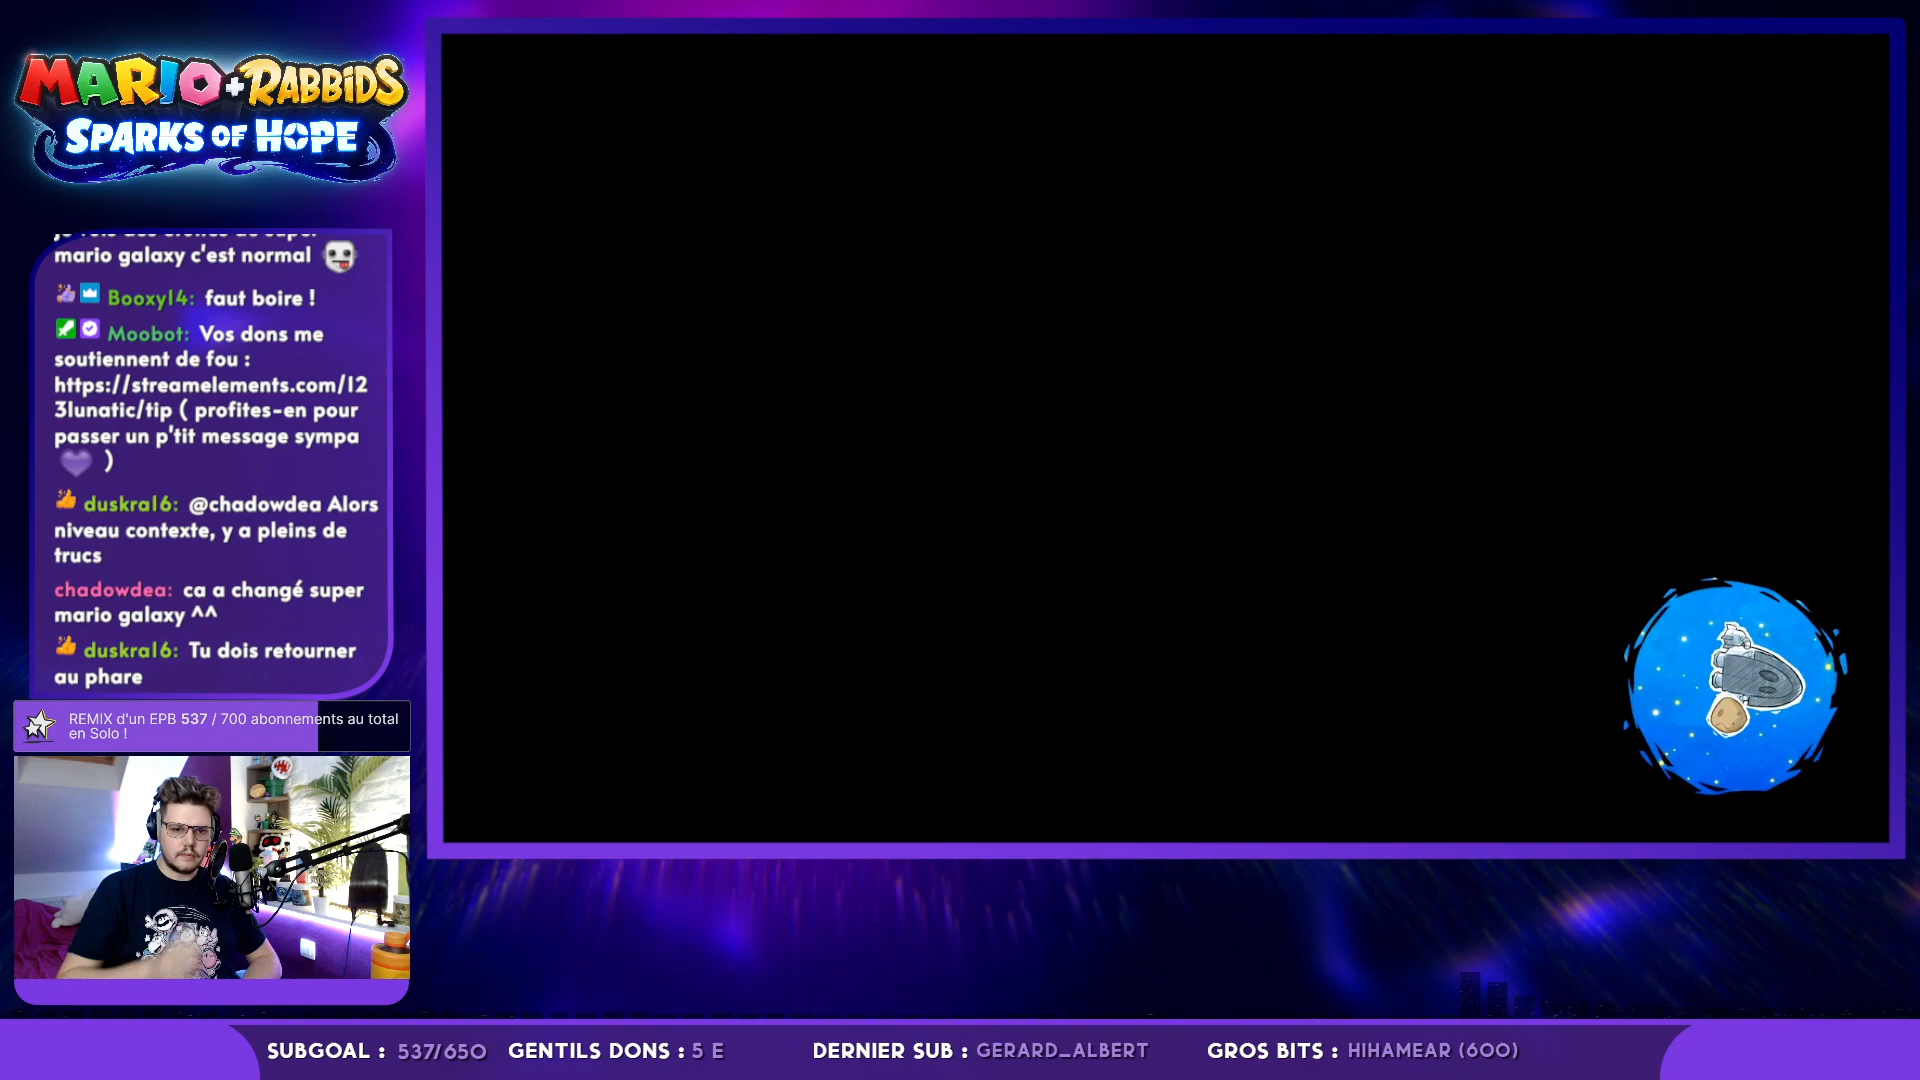 MARIO+RABBIDS
SPARKS OF HOPE
mario galaxy c'est normal
Booxy14: faut boire !
Moobot: Vos dons me
soutiennent de fou :
https://streamelements.com/12
3lunatic/tip ( profites-en pour
passer un p'tit message sympa
)
duskral6: @chadowdea Alors
niveau contexte, y a pleins de
trucs
chadowdea: ca a changé super
mario galaxy ^^
duskral6: Tu dois retourner
au phare
REMIX d'un EPB 537 / 700 abonnements au total
en Solo !
SUBGOAL : 537/650 GENTILS DONS : 5 E DERNIER SUB : GERARD_ALBERT GROS BITS : HIHAMEAR (600)